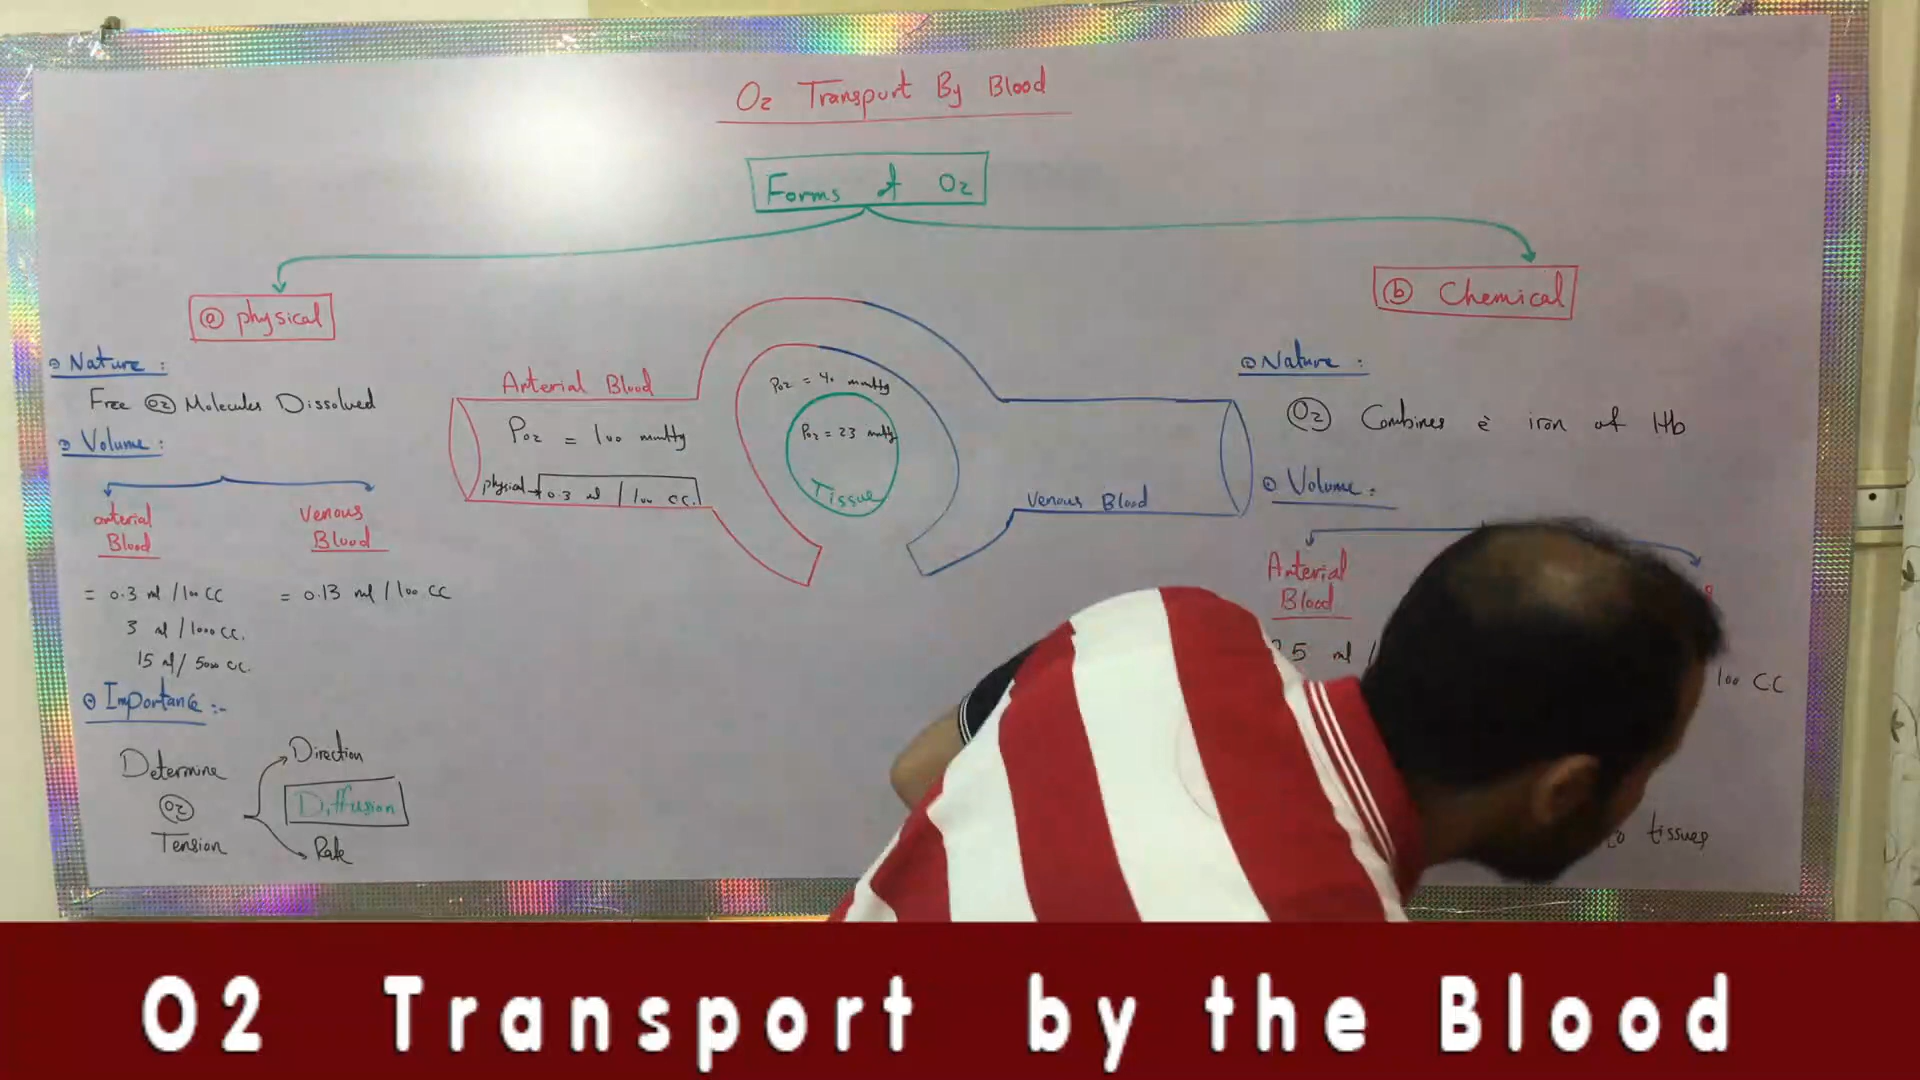 O2 Transport By Blood
Forms of O2
ⓐ physical
Nature :
Free O2 Molecules Dissolved
Volume :
arterial Blood
venous Blood
= 0.3 ml / 100 CC
= 0.13 ml / 100 CC
3 ml / 1000 CC.
15 ml / 5000 CC.
Importance :-
Determine
O2
Tension
Direction
Diffusion
Rate
Arterial Blood
PO2 = 100 mmHg
physical → 0.3 ml / 100 CC.
PO2 = 40 mmHg
PO2 = 23 mmHg
Tissue
Venous Blood
ⓑ Chemical
Nature :
O2 Combines è iron of Hb
Volume :
Arterial
Blood
5 ml /
100 CC
tissues
O2 Transport by the Blood